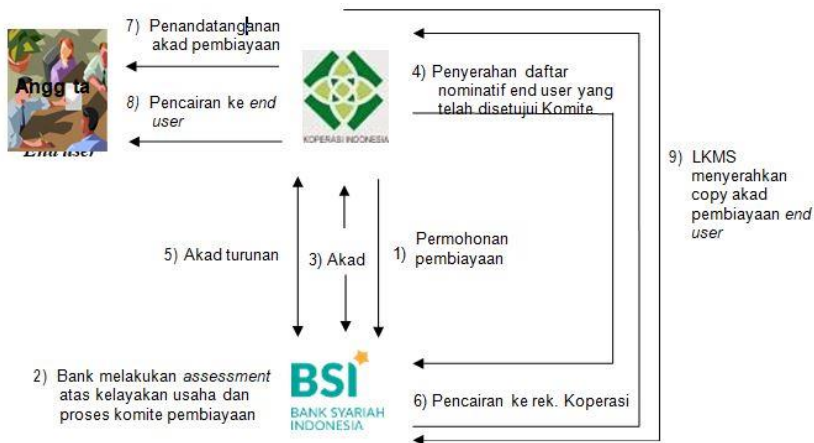 7) Penandatanganan
akad pembiayaan
Angg ta
8) Pencairan ke end
user
End user
KOPERASI INDONESIA
4) Penyerahan daftar
nominatif end user yang
telah disetujui Komite
9) LKMS
menyerahkan
copy akad
pembiayaan end
user
5) Akad turunan
3) Akad
1) Permohonan
pembiayaan
2) Bank melakukan assessment
atas kelayakan usaha dan
proses komite pembiayaan
BSI
BANK SYARIAH
INDONESIA
6) Pencairan ke rek. Koperasi